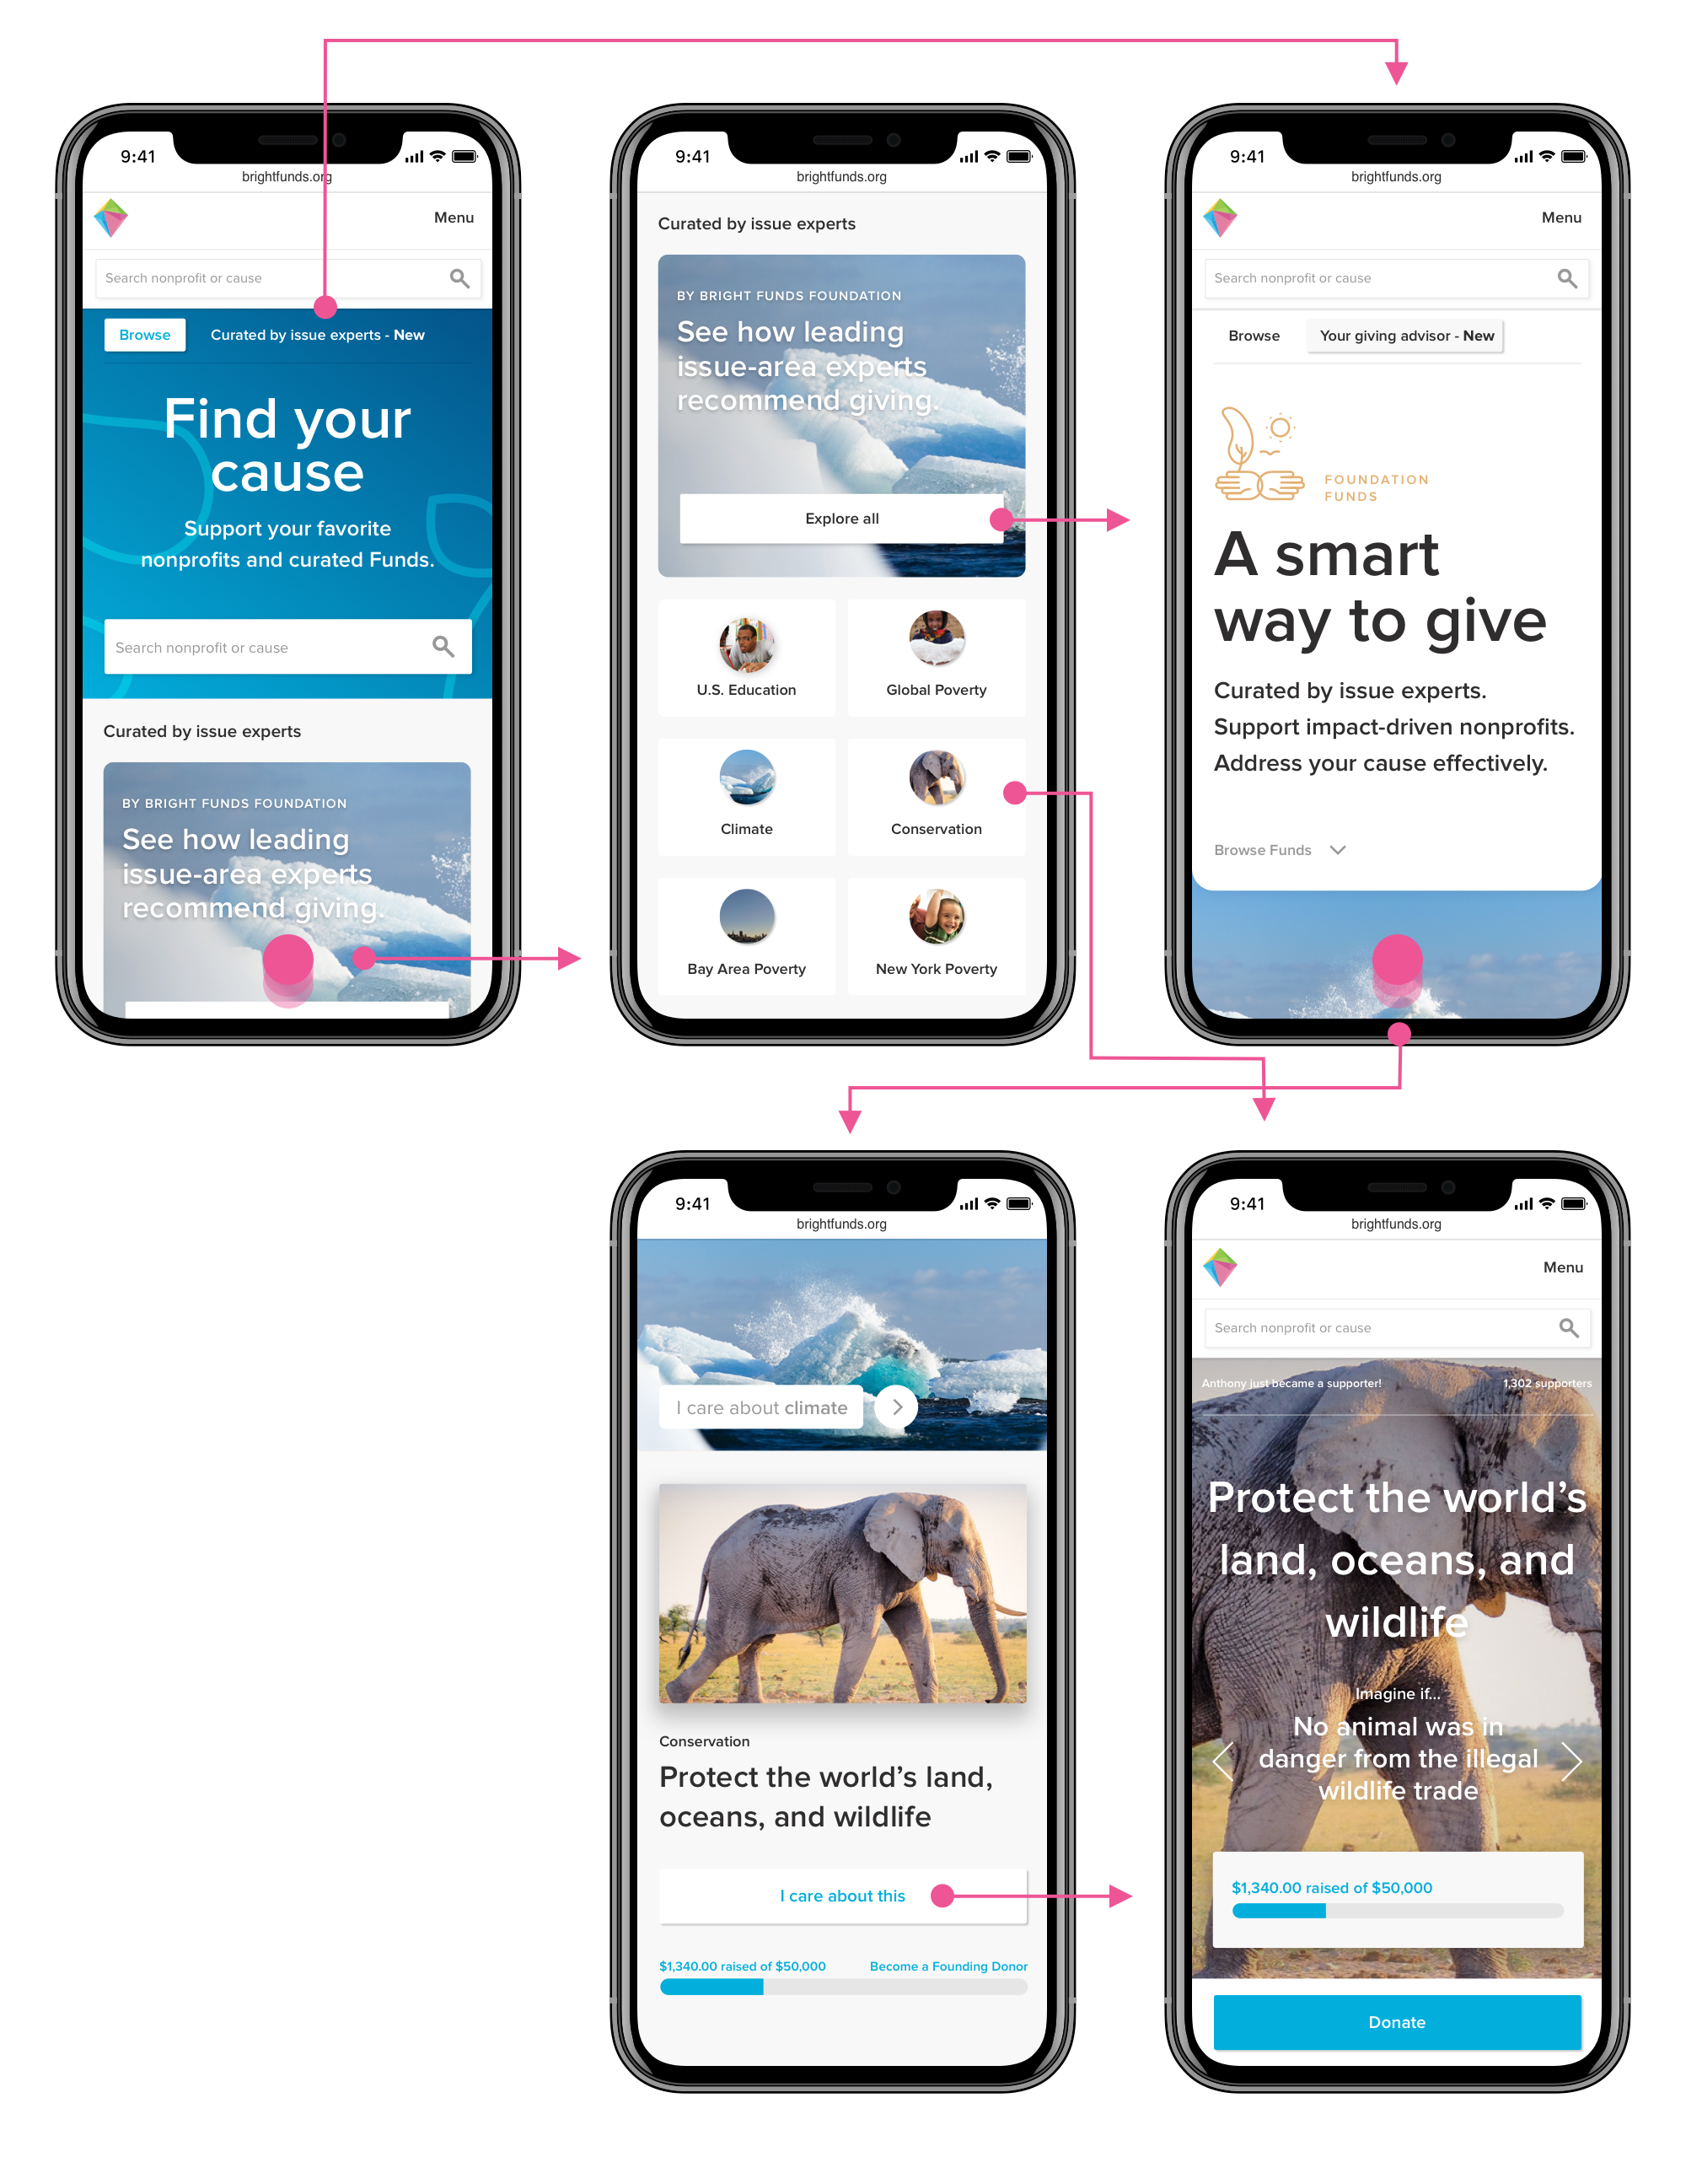 9:41
brightfunds.org
Menu
Search nonprofit or cause
Browse
Curated by issue experts - New
Find your
cause
Support your favorite
nonprofits and curated Funds.
Search nonprofit or cause
Curated by issue experts
BY BRIGHT FUNDS FOUNDATION
See how leading
issue-area experts
recommend giving.
9:41
brightfunds.org
Curated by issue experts
BY BRIGHT FUNDS FOUNDATION
See how leading
issue-area experts
recommend giving.
Explore all
U.S. Education
Global Poverty
Climate
Conservation
Bay Area Poverty
New York Poverty
9:41
brightfunds.org
Menu
Search nonprofit or cause
Browse
Your giving advisor - New
FOUNDATION
FUNDS
A smart
way to give
Curated by issue experts.
Support impact-driven nonprofits.
Address your cause effectively.
Browse Funds
9:41
brightfunds.org
I care about climate
Conservation
Protect the world's land,
oceans, and wildlife
I care about this
$1,340.00 raised of $50,000
Become a Founding Donor
9:41
brightfunds.org
Menu
Search nonprofit or cause
Anthony just became a supporter!
1,302 supporters
Protect the world's
land, oceans, and
wildlife
Imagine if...
No animal was in
danger from the illegal
wildlife trade
$1,340.00 raised of $50,000
Donate